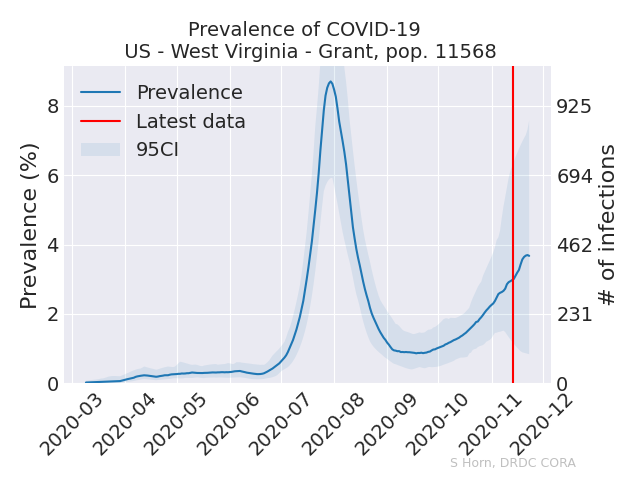 Prevalence of COVID-19
US - West Virginia - Grant, pop. 11568
Prevalence
Latest data
95CI
Prevalence (%)
8
6
4
2
0
925
694
462
231
0
# of infections
2020-03
2020-04
2020-05
2020-06
2020-07
2020-08
2020-09
2020-10
2020-11
2020-12
S Horn, DRDC CORA